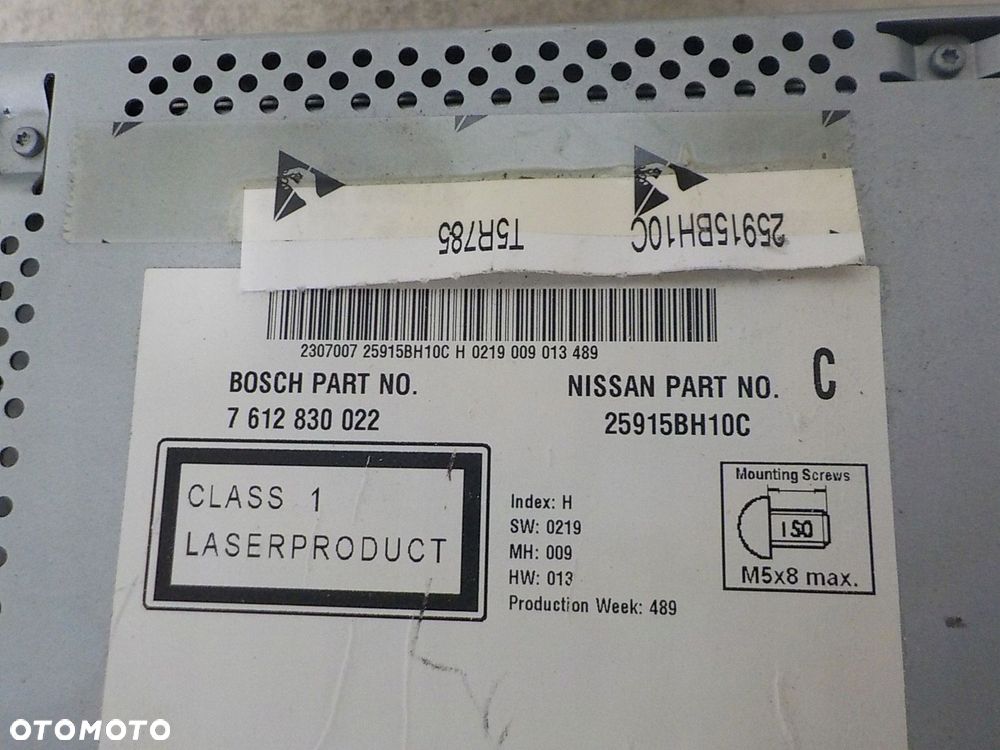 25915BH10C T5R785
2307007 25915BH10C H 0219 009 013 489
BOSCH PART NO.
7 612 830 022
NISSAN PART NO.
25915BH10C
C
CLASS 1
LASERPRODUCT
Index: H
SW: 0219
MH: 009
HW: 013
Production Week: 489
Mounting Screws
ISO
M5x8 max.
OTOMOTO